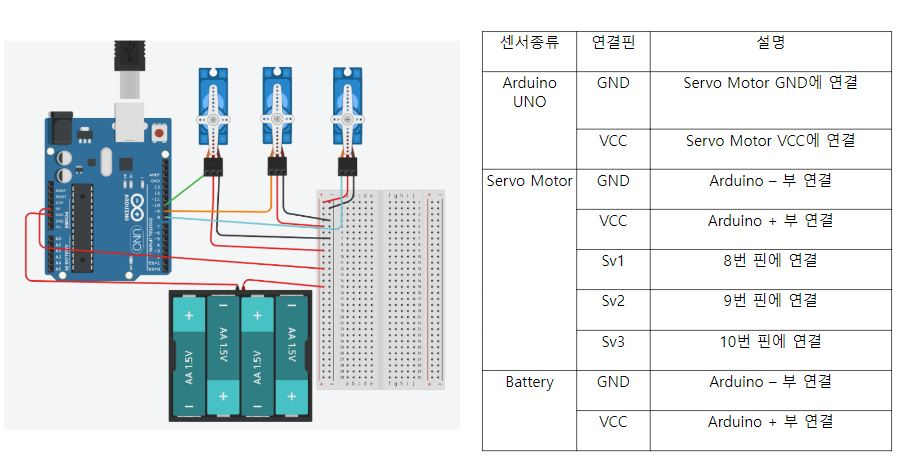 ARDUINO
UNO
AA 1.5V
AA 1.5V
AA 1.5V
AA 1.5V
센서종류 연결핀 설명
Arduino UNO GND Servo Motor GND에 연결
VCC Servo Motor VCC에 연결
Servo Motor GND Arduino – 부 연결
VCC Arduino + 부 연결
Sv1 8번 핀에 연결
Sv2 9번 핀에 연결
Sv3 10번 핀에 연결
Battery GND Arduino – 부 연결
VCC Arduino + 부 연결